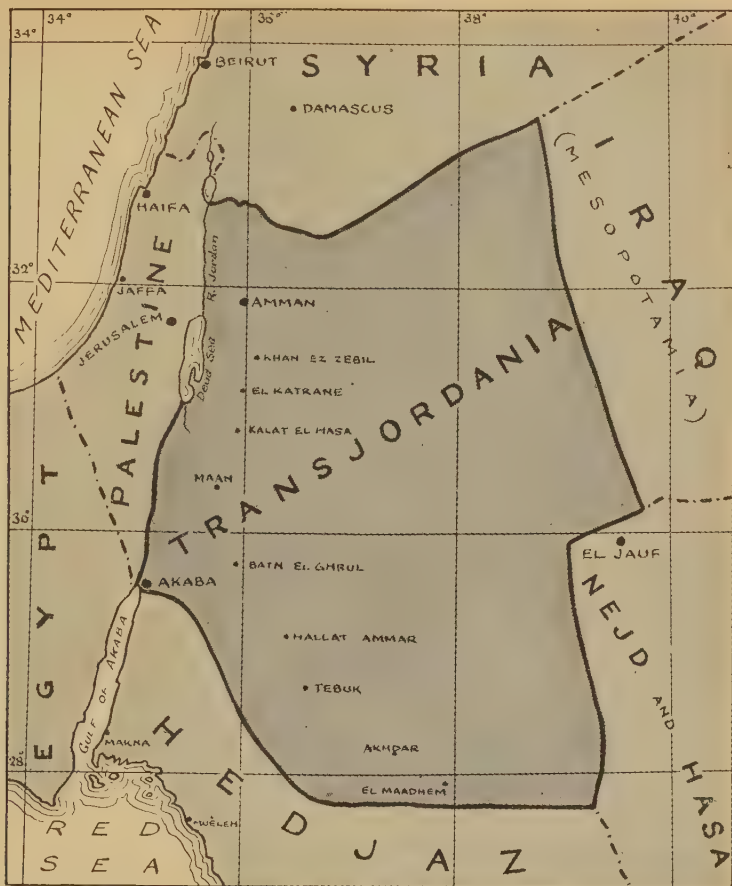 34°
36°
38°
40°
34°
MEDITERRANEAN SEA
BEIRUT
SYRIA
DAMASCUS
IRAQ
(MESOPOTAMIA)
HAIFA
PALESTINE
R. Jordan
32°
JAFFA
AMMAN
JERUSALEM
Dead Sea
KHAN EZ ZEBIL
EL KATRANE
KALAT EL HASA
TRANSJORDANIA
MAAN
EGYPT
30°
EL JAUF
BATN EL GHRUL
AKABA
NEJD AND HASA
GULF OF AKABA
HALLAT AMMAR
TEBUK
MAKNA
AKHDAR
28°
EL MAADHEM
HEDJAZ
WELEH
RED
SEA